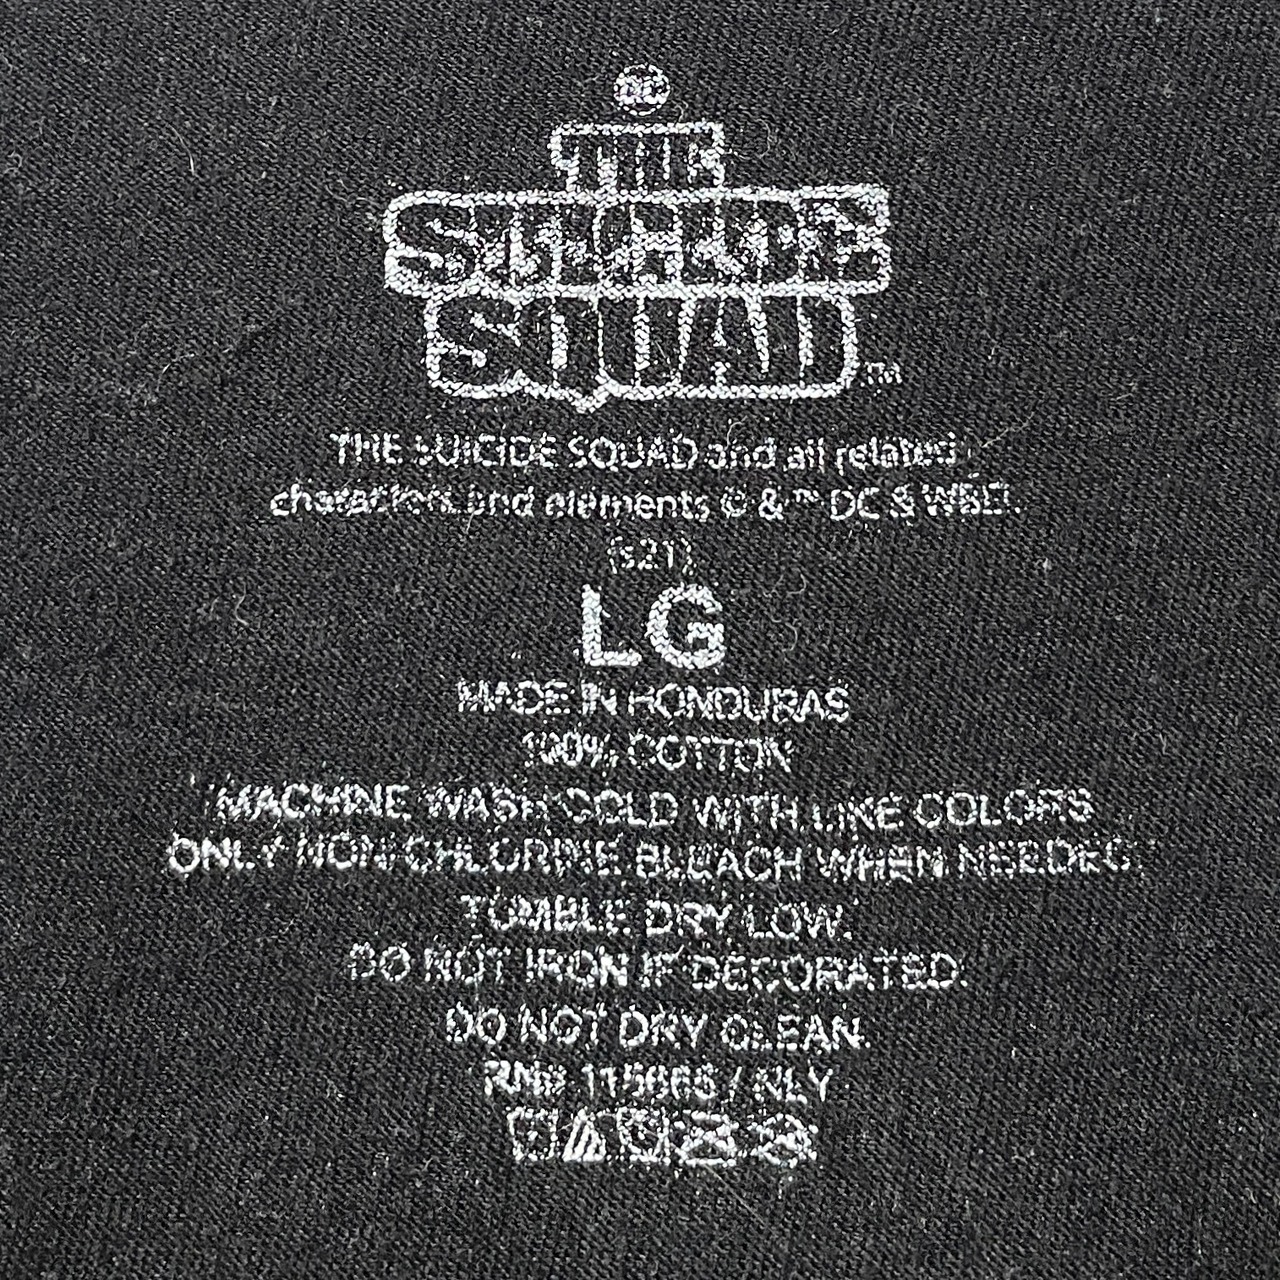 DC
THE
SUICIDE
SQUAD TM
THE SUICIDE SQUAD and all related
characters and elements © & ™ DC & WBEI.
(s21)
LG
MADE IN HONDURAS
100% COTTON
MACHINE WASH COLD WITH LIKE COLORS
ONLY NON-CHLORINE BLEACH WHEN NEEDED.
TUMBLE DRY LOW.
DO NOT IRON IF DECORATED.
DO NOT DRY CLEAN.
RN# / NLY